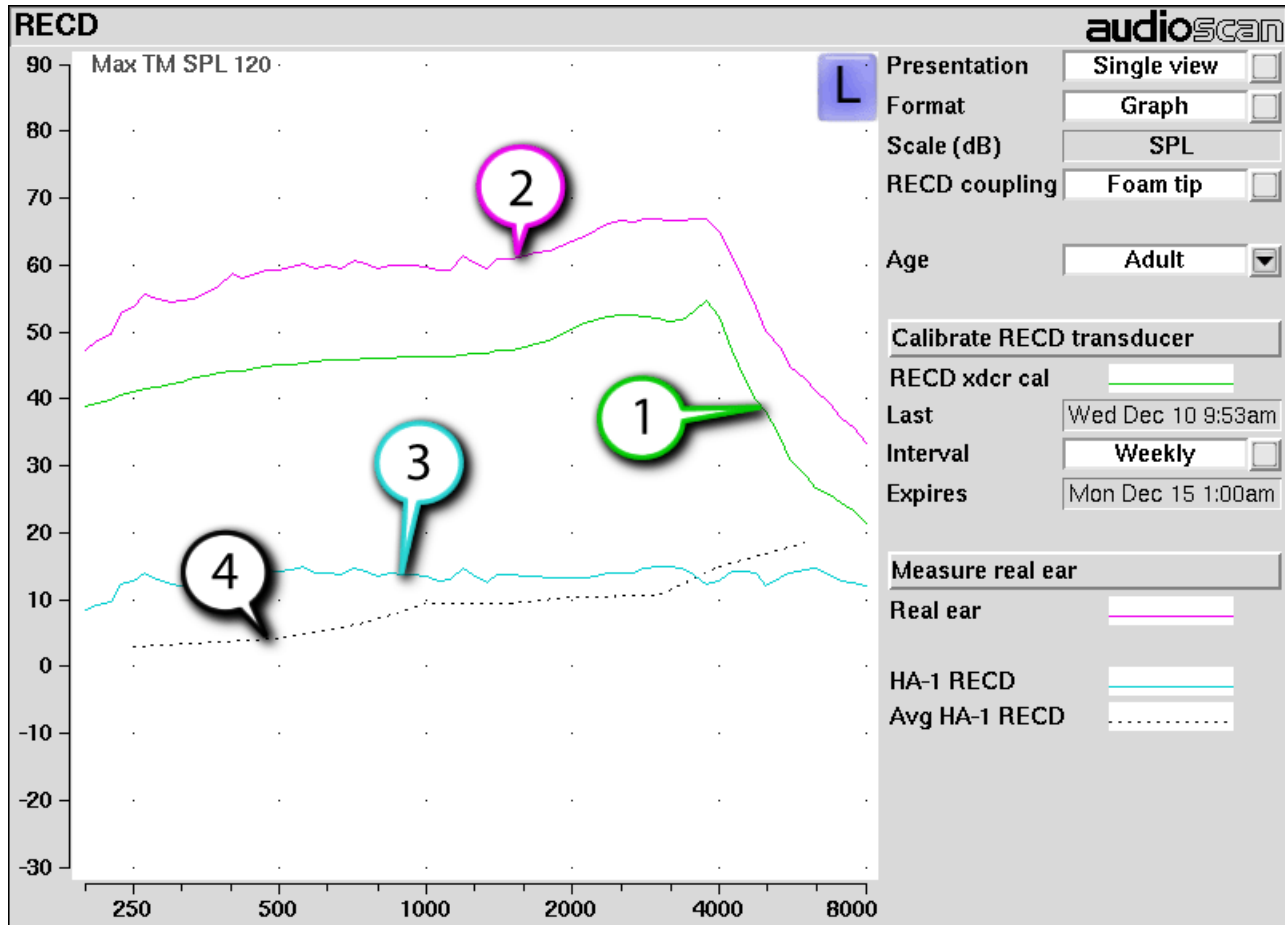 RECD
audioscan
Max TM SPL 120
L
90
80
70
60
50
40
30
20
10
0
-10
-20
-30
250 500 1000 2000 4000 8000
2
1
3
4
Presentation Single view
Format Graph
Scale (dB) SPL
RECD coupling Foam tip
Age Adult
Calibrate RECD transducer
RECD xdcr cal
Last Wed Dec 10 9:53am
Interval Weekly
Expires Mon Dec 15 1:00am
Measure real ear
Real ear
HA-1 RECD
Avg HA-1 RECD